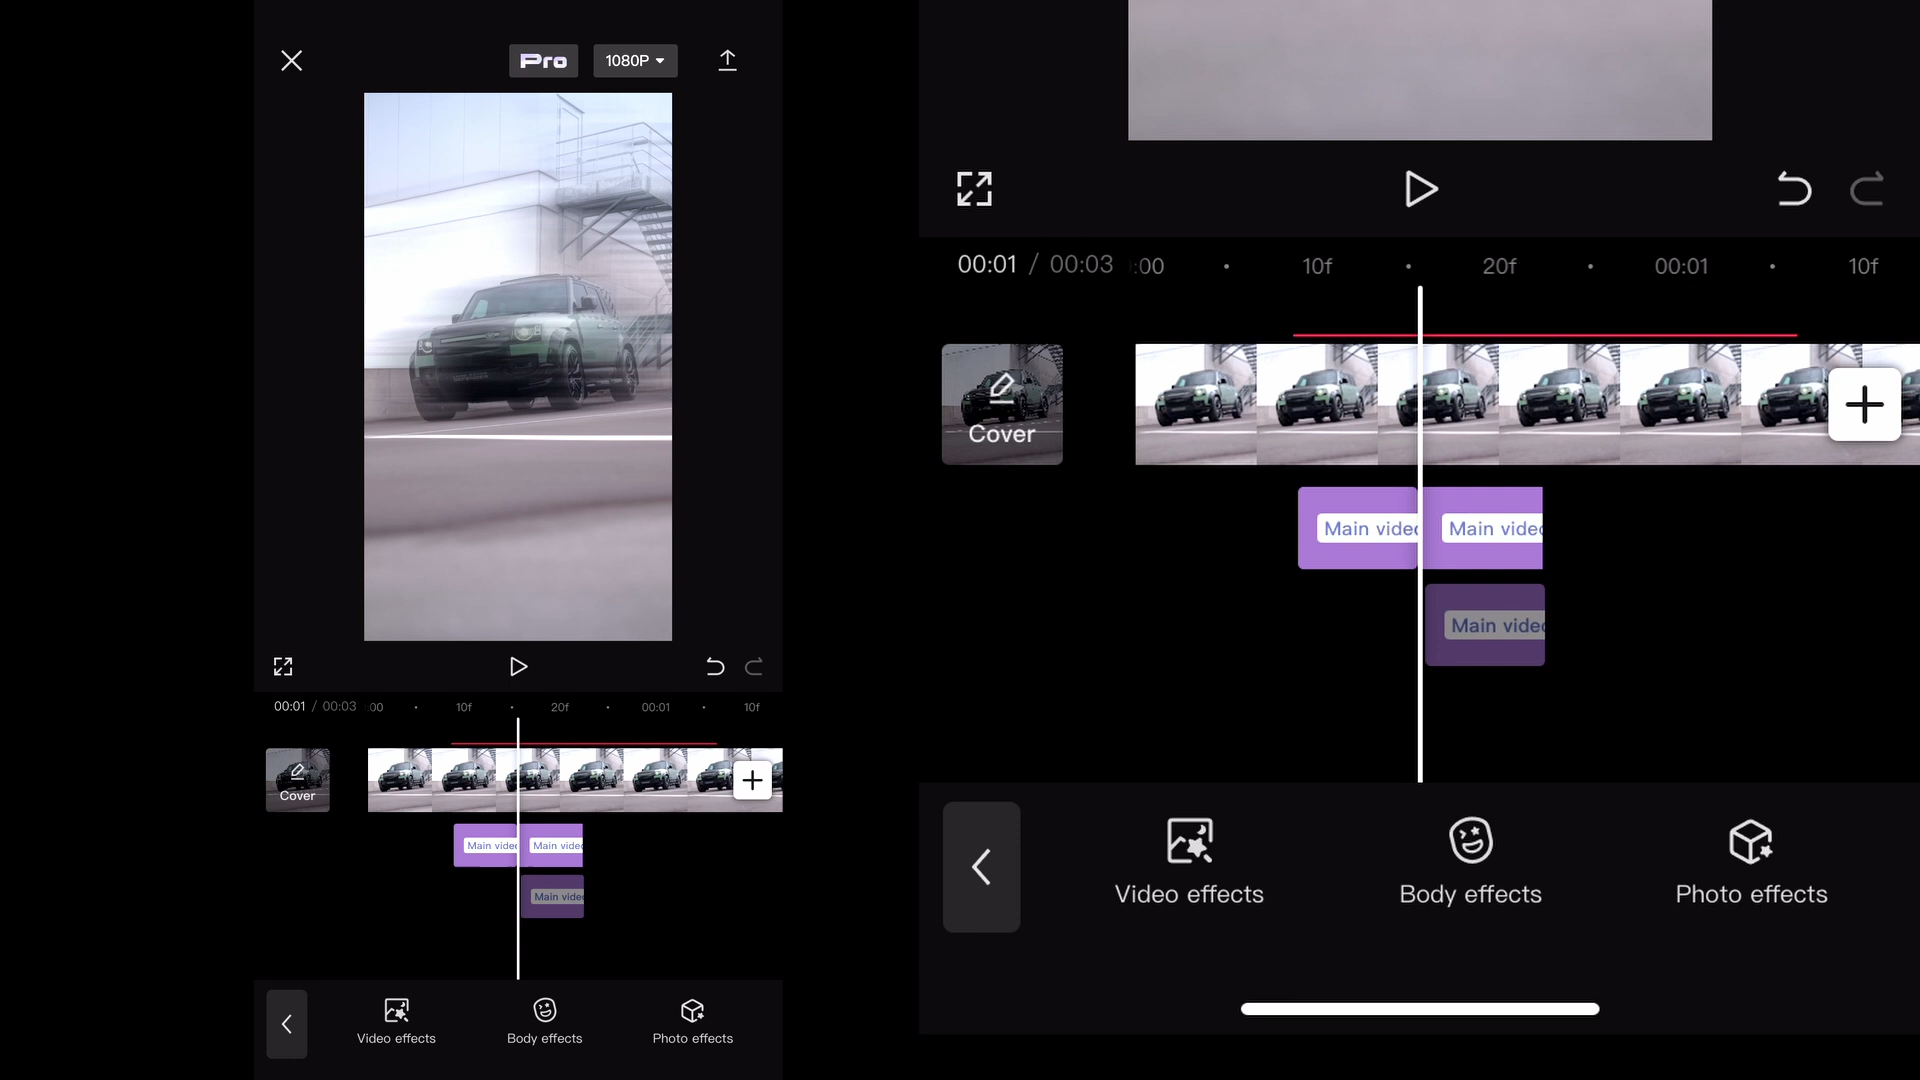 Pro 1080P
00:01 / 00:03 :00 10f 20f 00:01 10f
Cover
Main video Main video
Main video
Video effects Body effects Photo effects
00:01 / 00:03 :00 10f 20f 00:01 10f
Cover
Main video Main video
Main video
Video effects Body effects Photo effects